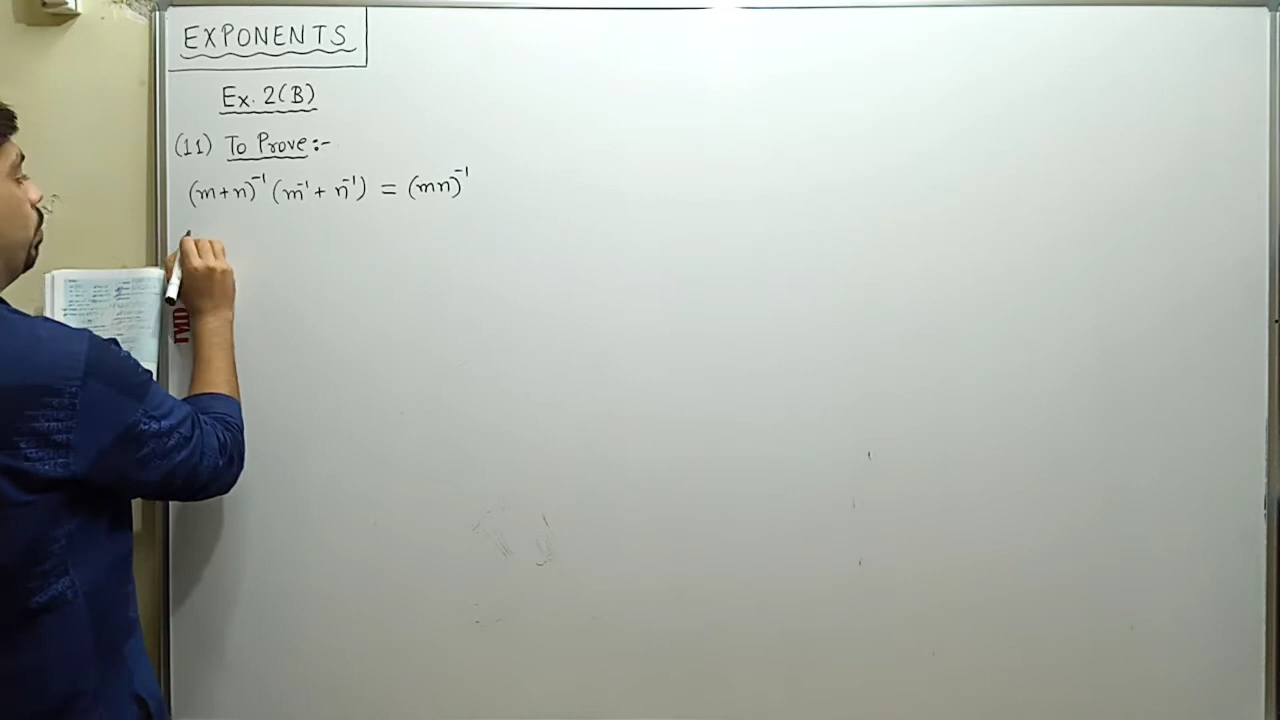 EXPONENTS
Ex. 2(B)
(11) To Prove:-
(m+n)⁻¹ (m⁻¹ + n⁻¹) = (mn)⁻¹